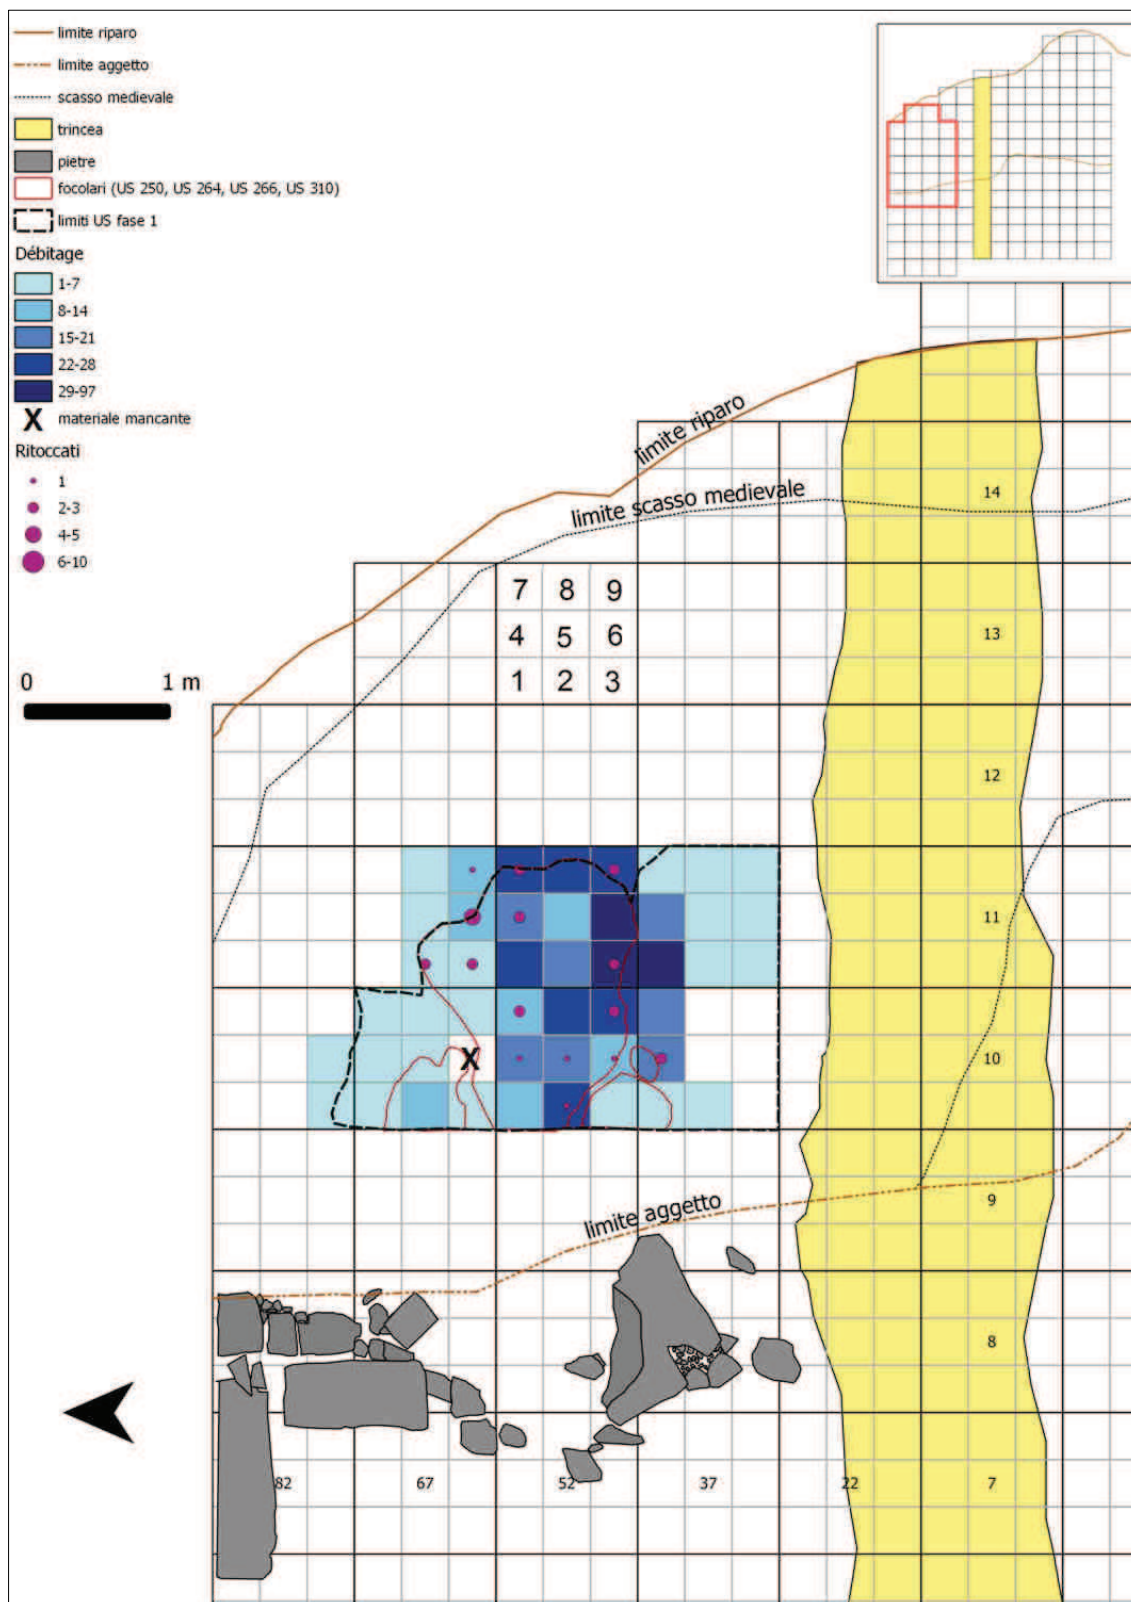 limite riparo
limite aggetto
scasso medievale
trincea
pietre
focolari (US 250, US 264, US 266, US 310)
limiti US fase 1
Débitage
1-7
8-14
15-21
22-28
29-97
X materiale mancante
Ritoccati
1
2-3
4-5
6-10
limite riparo
limite scasso medievale
14
7 8 9
4 5 6
1 2 3
13
0 1 m
12
11
X
10
limite aggetto
9
8
82 67 52 37 22 7